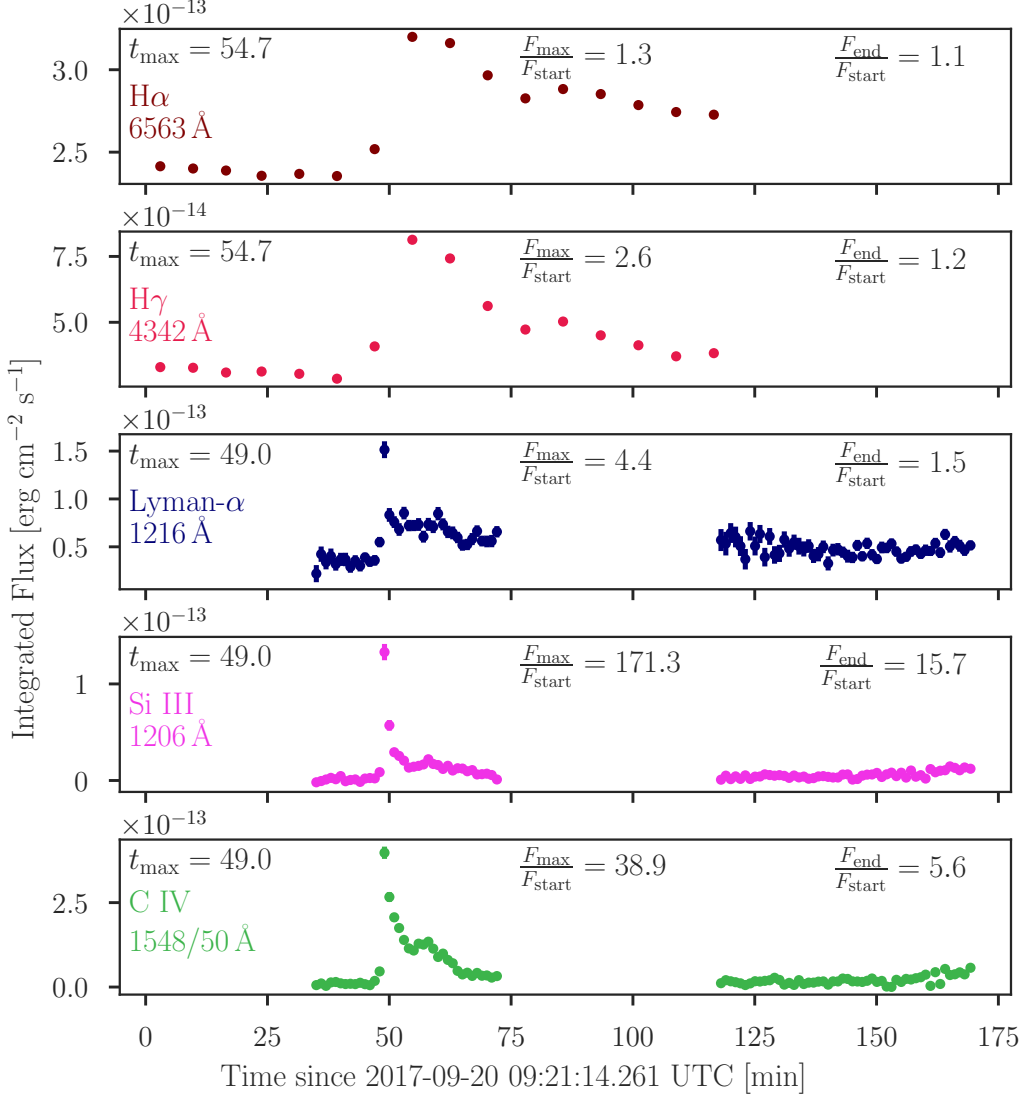 ×10−13
t_max = 54.7 F_max/F_start = 1.3 F_end/F_start = 1.1
3.0
Hα
6563 Å
2.5
×10−14
t_max = 54.7 F_max/F_start = 2.6 F_end/F_start = 1.2
7.5
Hγ
4342 Å
5.0
×10−13
t_max = 49.0 F_max/F_start = 4.4 F_end/F_start = 1.5
1.5
Lyman-α
1.0
1216 Å
0.5
×10−13
t_max = 49.0 F_max/F_start = 171.3 F_end/F_start = 15.7
1
Si III
1206 Å
0
×10−13
t_max = 49.0 F_max/F_start = 38.9 F_end/F_start = 5.6
C IV
2.5
1548/50 Å
0.0
0 25 50 75 100 125 150 175
Time since 2017-09-20 09:21:14.261 UTC [min]
Integrated Flux [erg cm−2 s−1]